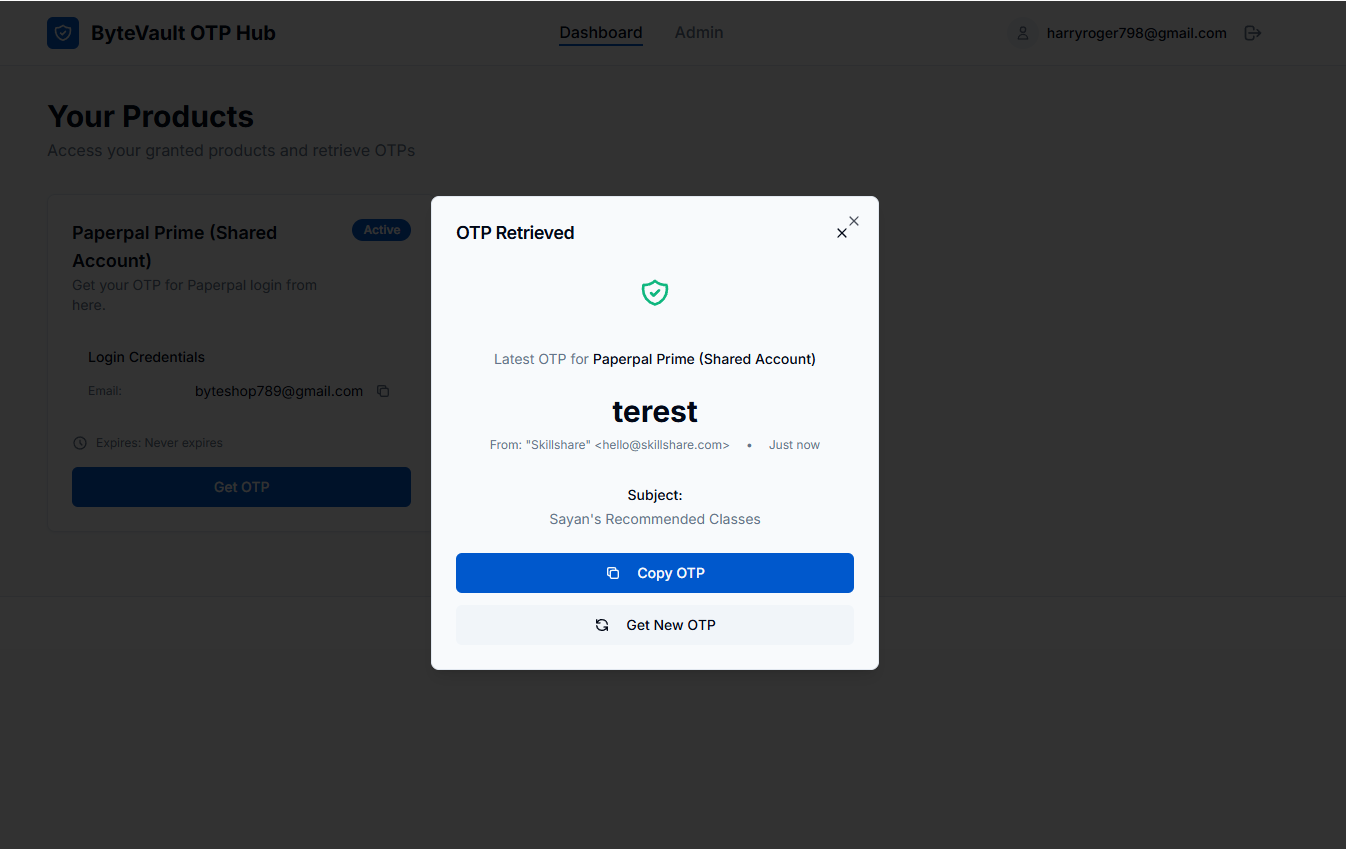 ByteVault OTP Hub
Dashboard
Admin
harryroger798@gmail.com
Your Products
Access your granted products and retrieve OTPs
Paperpal Prime (Shared
Account)
Active
Get your OTP for Paperpal login from
here.
Login Credentials
Email:
byteshop789@gmail.com
Expires: Never expires
Get OTP
OTP Retrieved
Latest OTP for Paperpal Prime (Shared Account)
terest
From: "Skillshare" <hello@skillshare.com> • Just now
Subject:
Sayan's Recommended Classes
Copy OTP
Get New OTP